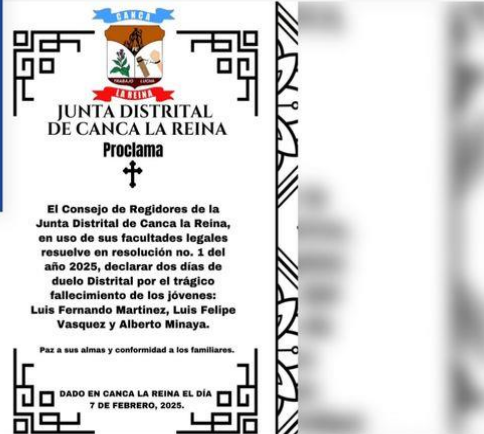 CANCA
TRABAJO LUCHA
LA REINA
JUNTA DISTRITAL
DE CANCA LA REINA
Proclama
El Consejo de Regidores de la
Junta Distrital de Canca la Reina,
en uso de sus facultades legales
resuelve en resolución no. 1 del
año 2025, declarar dos días de
duelo Distrital por el trágico
fallecimiento de los jóvenes:
Luis Fernando Martinez, Luis Felipe
Vasquez y Alberto Minaya.
Paz a sus almas y conformidad a los familiares.
DADO EN CANCA LA REINA EL DÍA
7 DE FEBRERO, 2025.